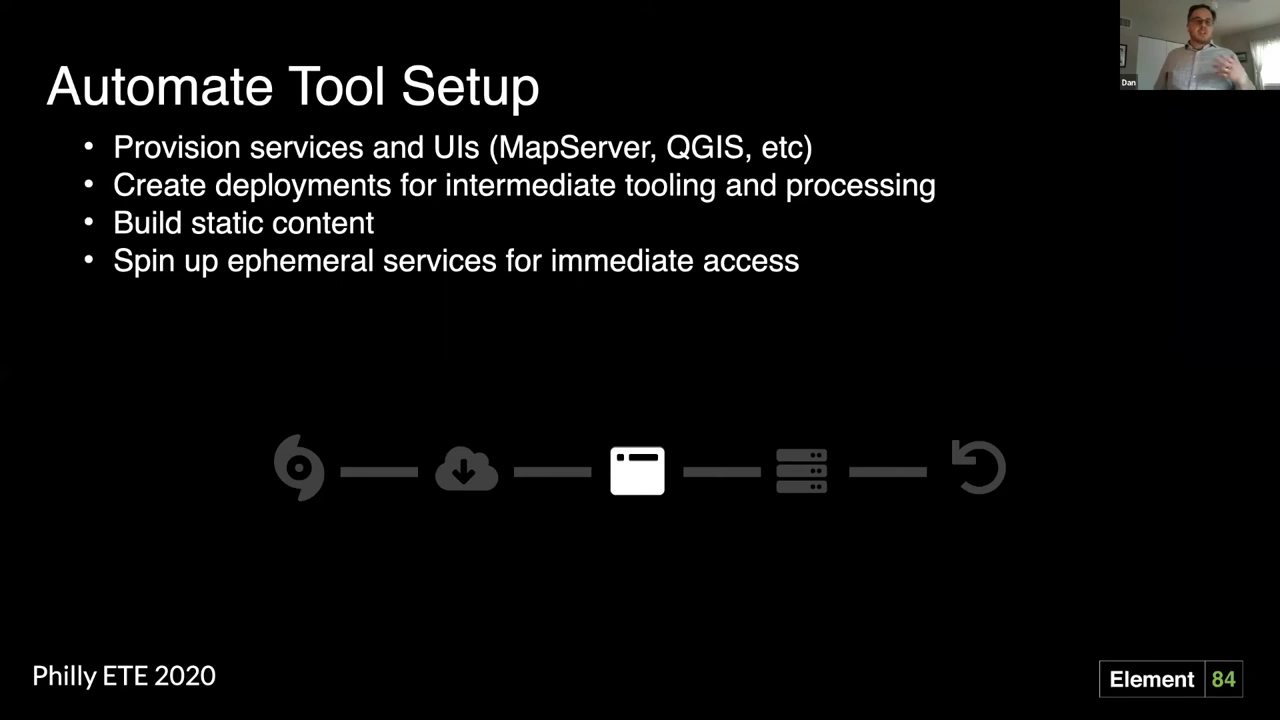 Automate Tool Setup
• Provision services and UIs (MapServer, QGIS, etc)
• Create deployments for intermediate tooling and processing
• Build static content
• Spin up ephemeral services for immediate access
Dan
Philly ETE 2020
Element 84